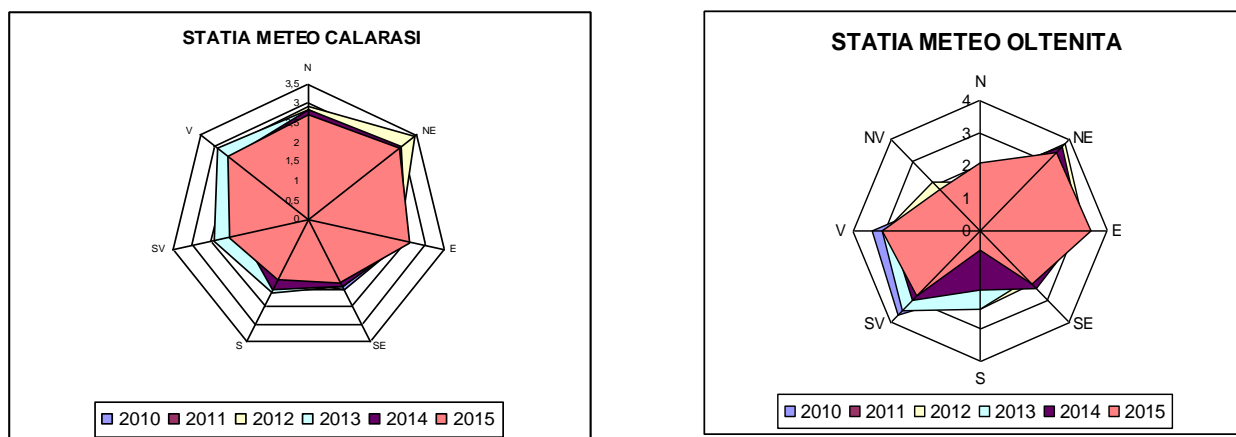 STATIA METEO CALARASI
N
3,5
3
2,5
2
1,5
1
0,5
0
NE
E
SE
S
SV
V
2010 2011 2012 2013 2014 2015
STATIA METEO OLTENITA
N
4
3
2
1
0
NE
E
SE
S
SV
V
NV
2010 2011 2012 2013 2014 2015